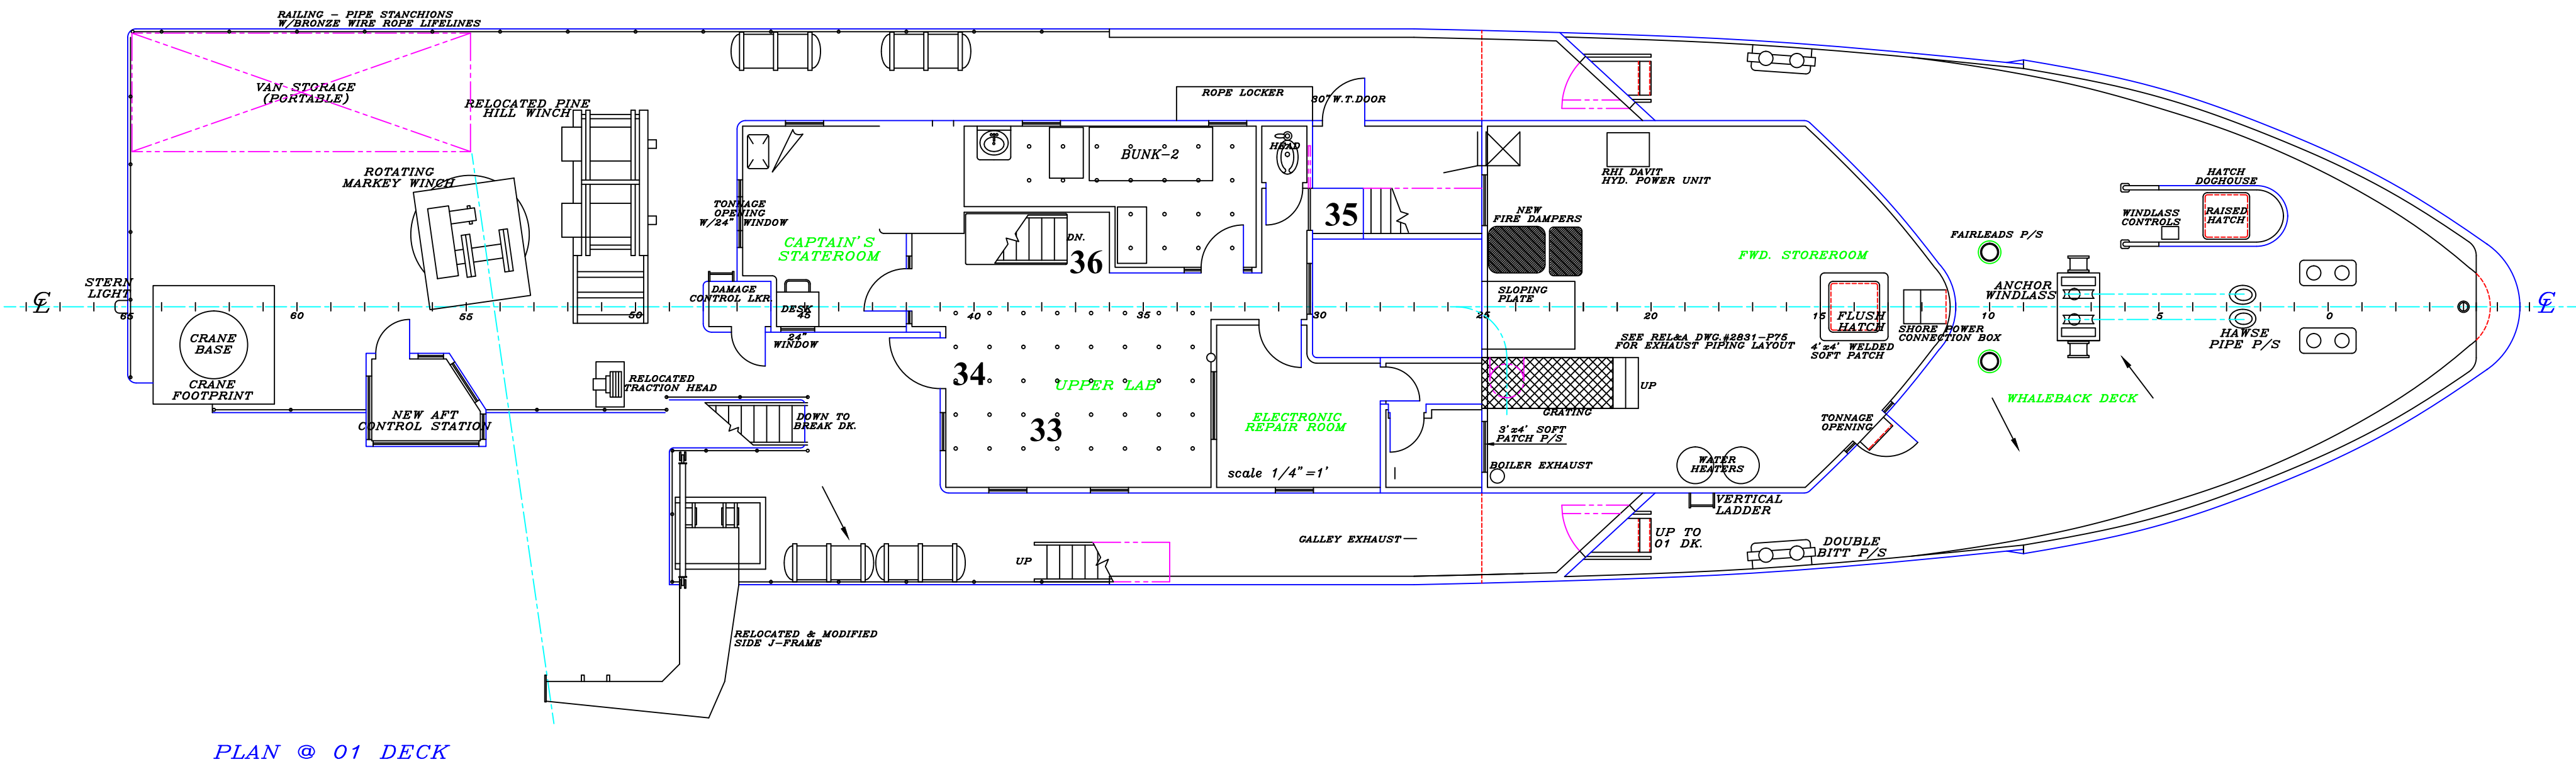 RAILING - PIPE STANCHIONS
W/BRONZE WIRE ROPE LIFELINES
VAN STORAGE
(PORTABLE)
RELOCATED PINE
HILL WINCH
ROTATING
MARKEY WINCH
STERN
LIGHT
CRANE
BASE
CRANE
FOOTPRINT
NEW AFT
CONTROL STATION
RELOCATED
TRACTION HEAD
TONNAGE
OPENING
W/24" WINDOW
CAPTAIN'S
STATEROOM
DAMAGE
CONTROL LKR.
DESK
24"
WINDOW
DOWN TO
BREAK DK.
BUNK-2
DN.
36
ROPE LOCKER
30"W.T.DOOR
HEAD
35
34
33
UPPER LAB
ELECTRONIC
REPAIR ROOM
scale 1/4"=1'
GALLEY EXHAUST
UP
RELOCATED & MODIFIED
SIDE J-FRAME
RHI DAVIT
HYD. POWER UNIT
NEW
FIRE DAMPERS
SLOPING
PLATE
FWD. STOREROOM
SEE REL&A DWG.#2831-P75
FOR EXHAUST PIPING LAYOUT
UP
GRATING
3'x4' SOFT
PATCH P/S
BOILER EXHAUST
WATER
HEATERS
VERTICAL
LADDER
UP TO
01 DK.
DOUBLE
BITT P/S
FLUSH
HATCH
4'x4' WELDED
SOFT PATCH
SHORE POWER
CONNECTION BOX
TONNAGE
OPENING
FAIRLEADS P/S
ANCHOR
WINDLASS
WHALEBACK DECK
HATCH
DOGHOUSE
WINDLASS
CONTROLS
RAISED
HATCH
HAWSE
PIPE P/S
℄ 65 60 55 50 45 40 35 30 25 20 15 10 5 0 ℄
PLAN @ 01 DECK